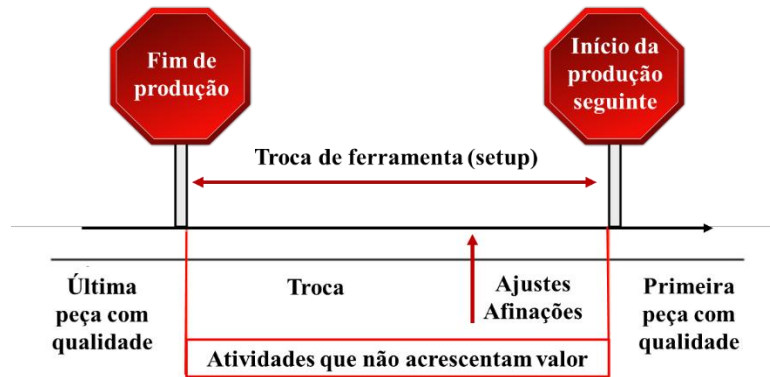 Fim de
produção
Início da
produção
seguinte
Troca de ferramenta (setup)
Última
peça com
qualidade
Troca
Ajustes
Afinações
Primeira
peça com
qualidade
Atividades que não acrescentam valor